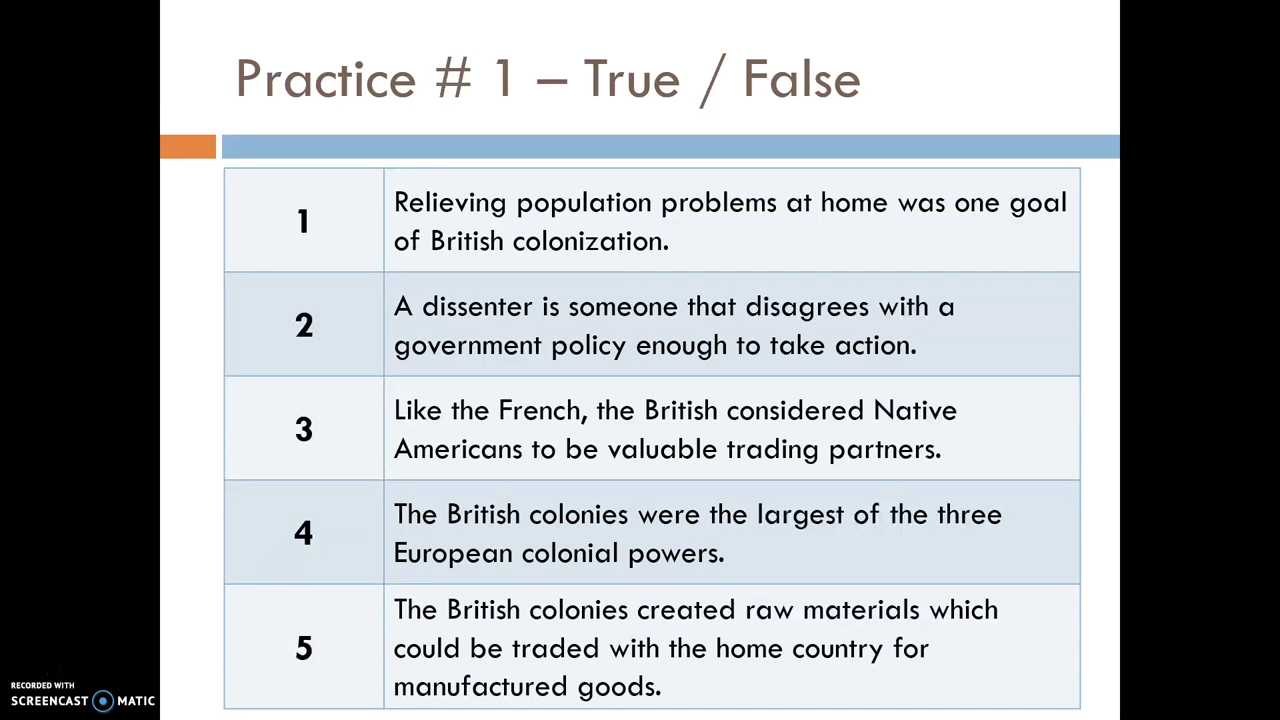 Practice # 1 – True / False
1
Relieving population problems at home was one goal
of British colonization.
2
A dissenter is someone that disagrees with a
government policy enough to take action.
3
Like the French, the British considered Native
Americans to be valuable trading partners.
4
The British colonies were the largest of the three
European colonial powers.
5
The British colonies created raw materials which
could be traded with the home country for
manufactured goods.
RECORDED WITH
SCREENCAST MATIC